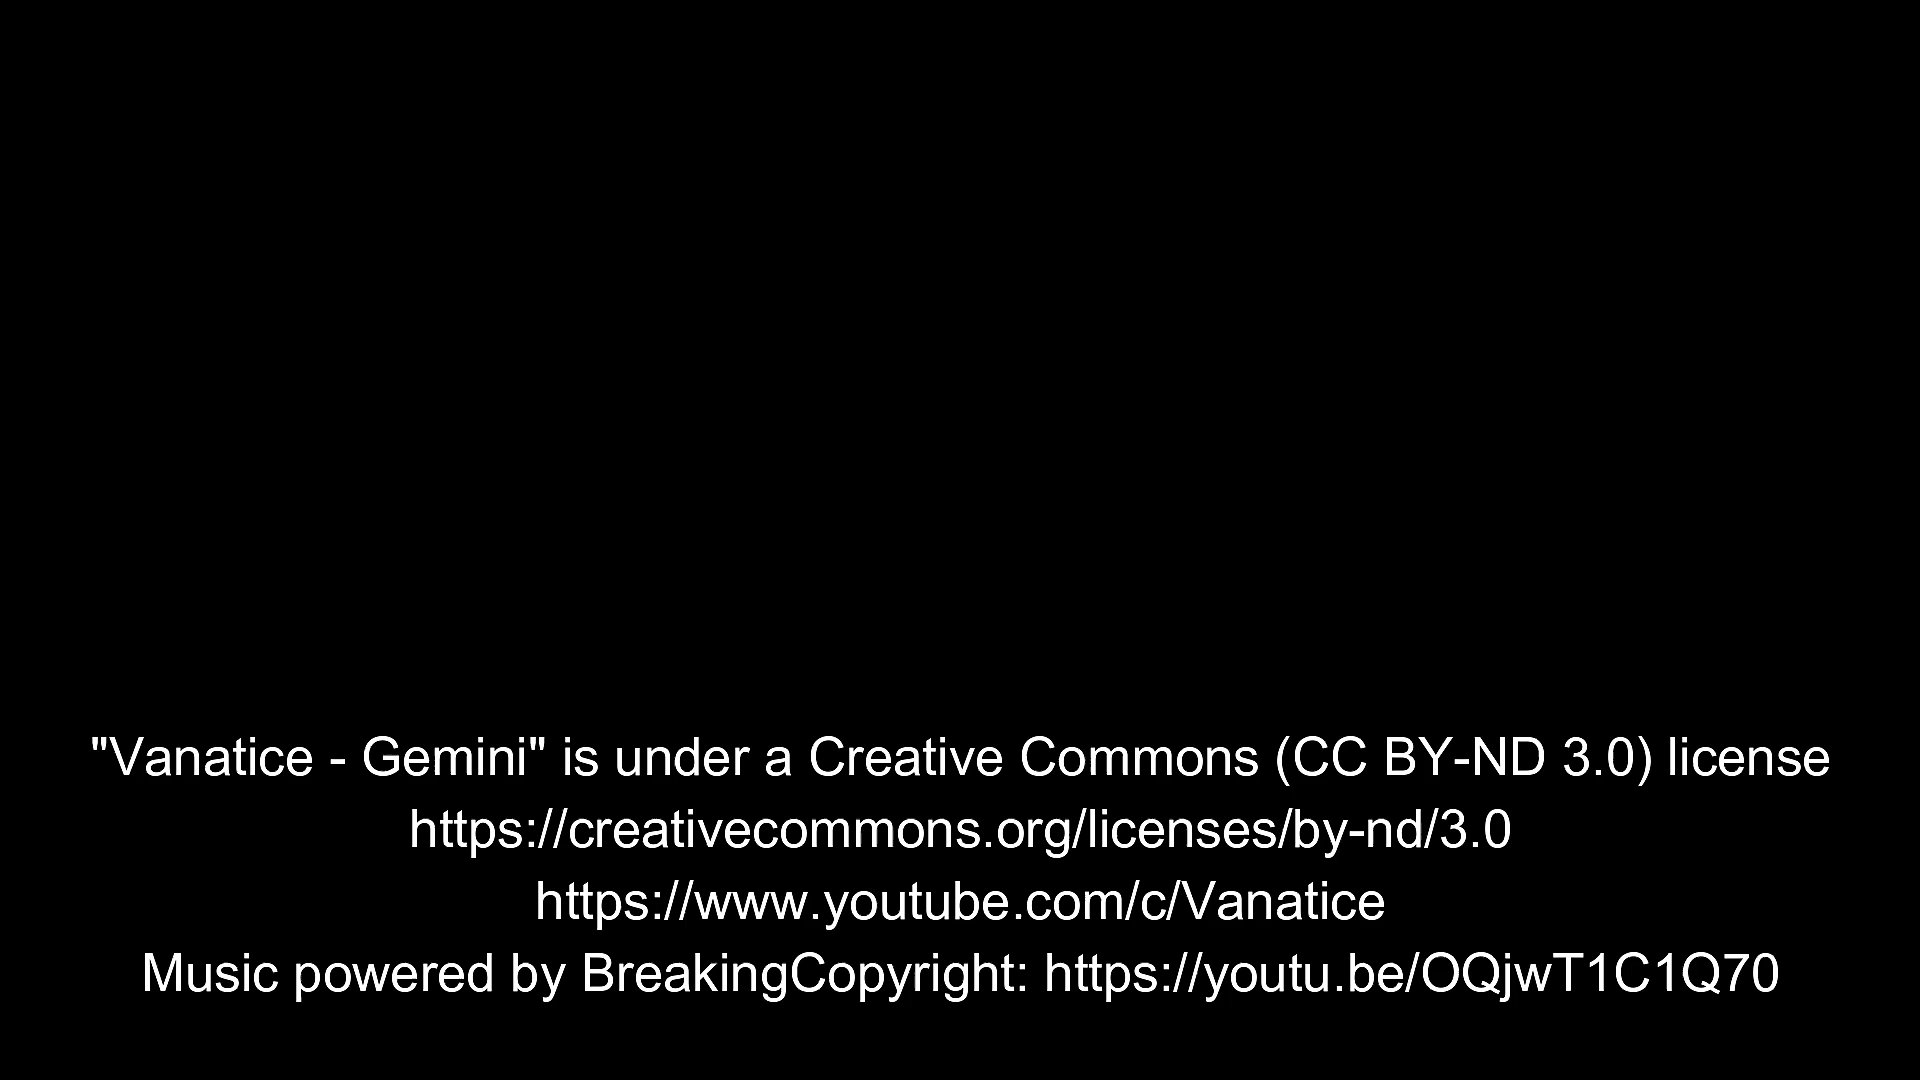 "Vanatice - Gemini" is under a Creative Commons (CC BY-ND 3.0) license
https://creativecommons.org/licenses/by-nd/3.0
https://www.youtube.com/c/Vanatice
Music powered by BreakingCopyright: https://youtu.be/OQjwT1C1Q70